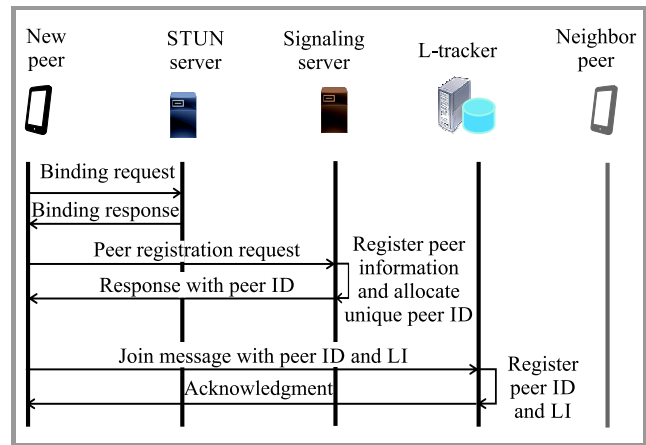 New
peer
STUN
server
Signaling
server
L-tracker
Neighbor
peer
Binding request
Binding response
Peer registration request
Response with peer ID
Register peer
information
and allocate
unique peer ID
Join message with peer ID and LI
Acknowledgment
Register
peer ID
and LI